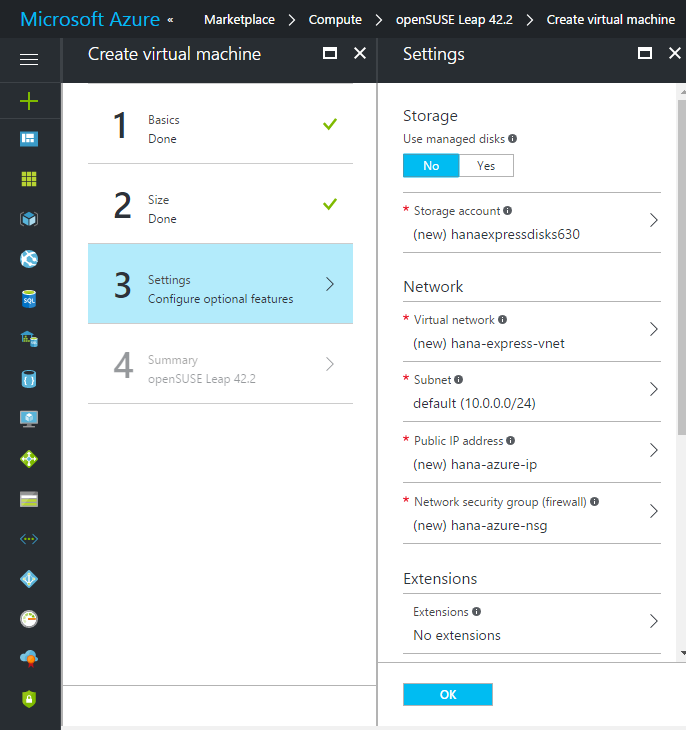 Microsoft Azure « Marketplace > Compute > openSUSE Leap 42.2 > Create virtual machine
Create virtual machine
1 Basics
Done
2 Size
Done
3 Settings
Configure optional features
4 Summary
openSUSE Leap 42.2
SQL
Settings
Storage
Use managed disks
No Yes
* Storage account
(new) hanaexpressdisks630
Network
* Virtual network
(new) hana-express-vnet
* Subnet
default (10.0.0.0/24)
* Public IP address
(new) hana-azure-ip
* Network security group (firewall)
(new) hana-azure-nsg
Extensions
Extensions
No extensions
OK